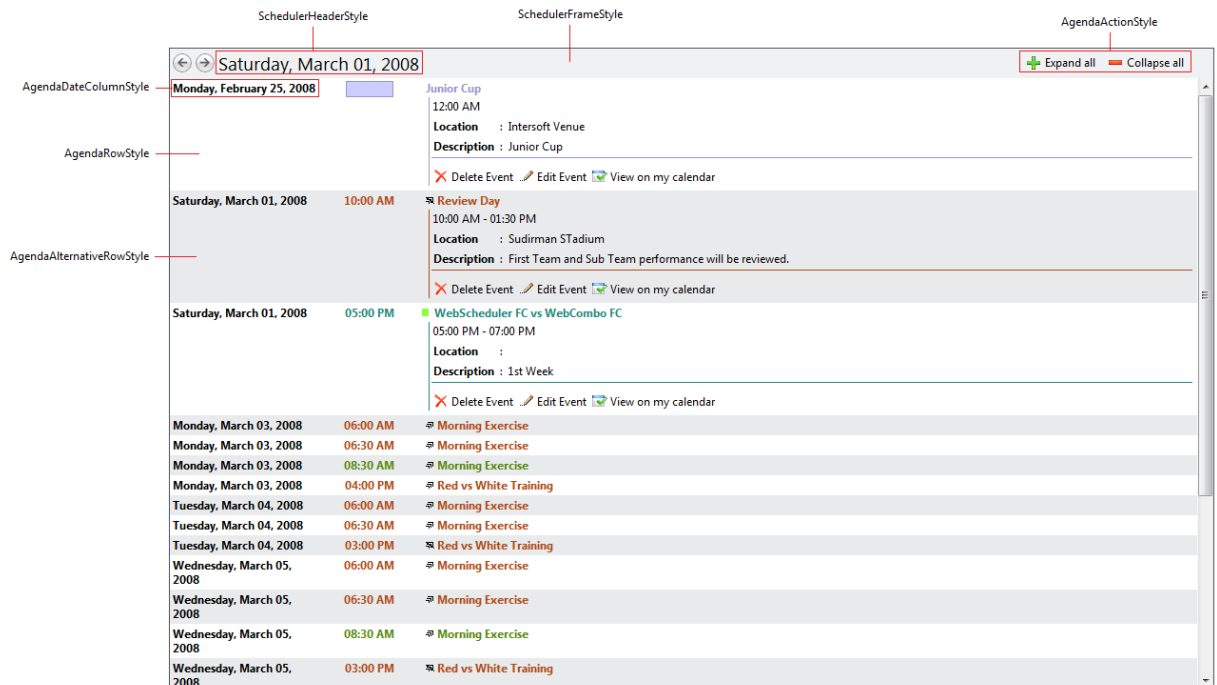 SchedulerHeaderStyle
SchedulerFrameStyle
AgendaActionStyle
Saturday, March 01, 2008
Expand all Collapse all
AgendaDateColumnStyle
Monday, February 25, 2008 Junior Cup
12:00 AM
Location : Intersoft Venue
AgendaRowStyle
Description : Junior Cup
Delete Event Edit Event View on my calendar
Saturday, March 01, 2008 10:00 AM Review Day
10:00 AM - 01:30 PM
Location : Sudirman STadium
AgendaAlternativeRowStyle
Description : First Team and Sub Team performance will be reviewed.
Delete Event Edit Event View on my calendar
Saturday, March 01, 2008 05:00 PM WebScheduler FC vs WebCombo FC
05:00 PM - 07:00 PM
Location :
Description : 1st Week
Delete Event Edit Event View on my calendar
Monday, March 03, 2008 06:00 AM Morning Exercise
Monday, March 03, 2008 06:30 AM Morning Exercise
Monday, March 03, 2008 08:30 AM Morning Exercise
Monday, March 03, 2008 04:00 PM Red vs White Training
Tuesday, March 04, 2008 06:00 AM Morning Exercise
Tuesday, March 04, 2008 06:30 AM Morning Exercise
Tuesday, March 04, 2008 03:00 PM Red vs White Training
Wednesday, March 05, 06:00 AM Morning Exercise
2008
Wednesday, March 05, 06:30 AM Morning Exercise
2008
Wednesday, March 05, 08:30 AM Morning Exercise
2008
Wednesday, March 05, 03:00 PM Red vs White Training
2008